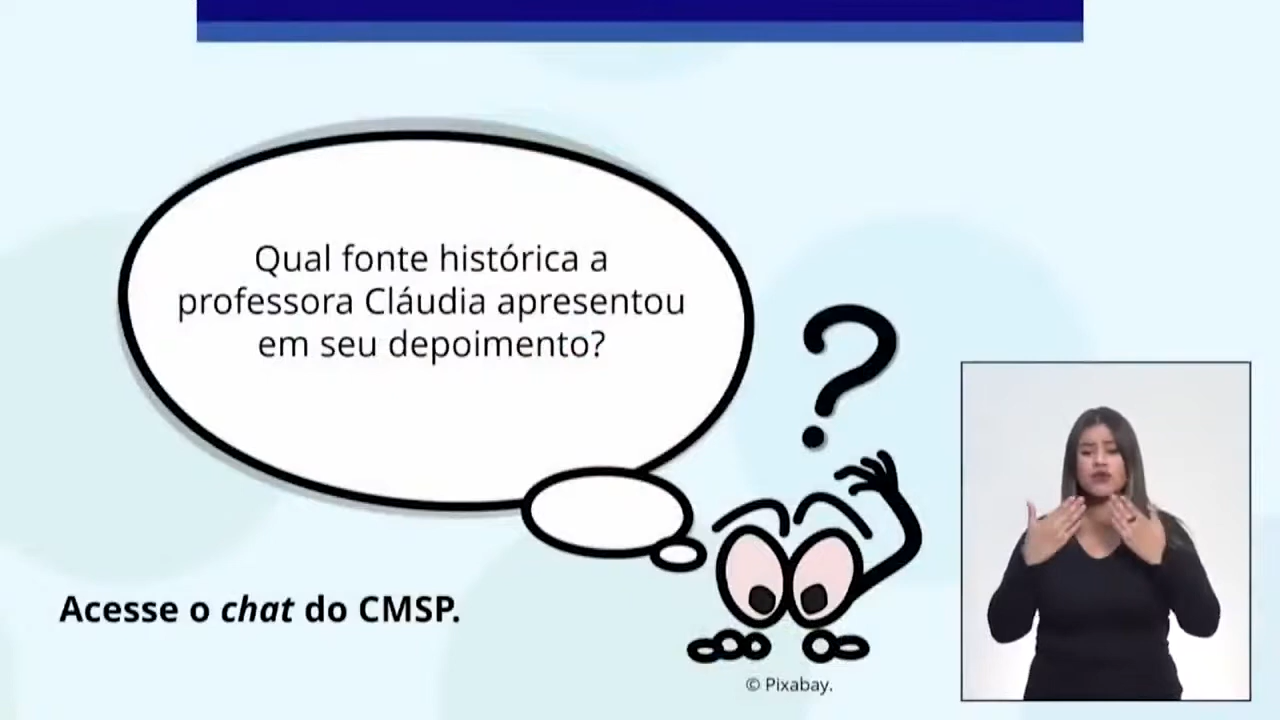 Qual fonte histórica a
professora Cláudia apresentou
em seu depoimento?
?
Acesse o chat do CMSP.
© Pixabay.